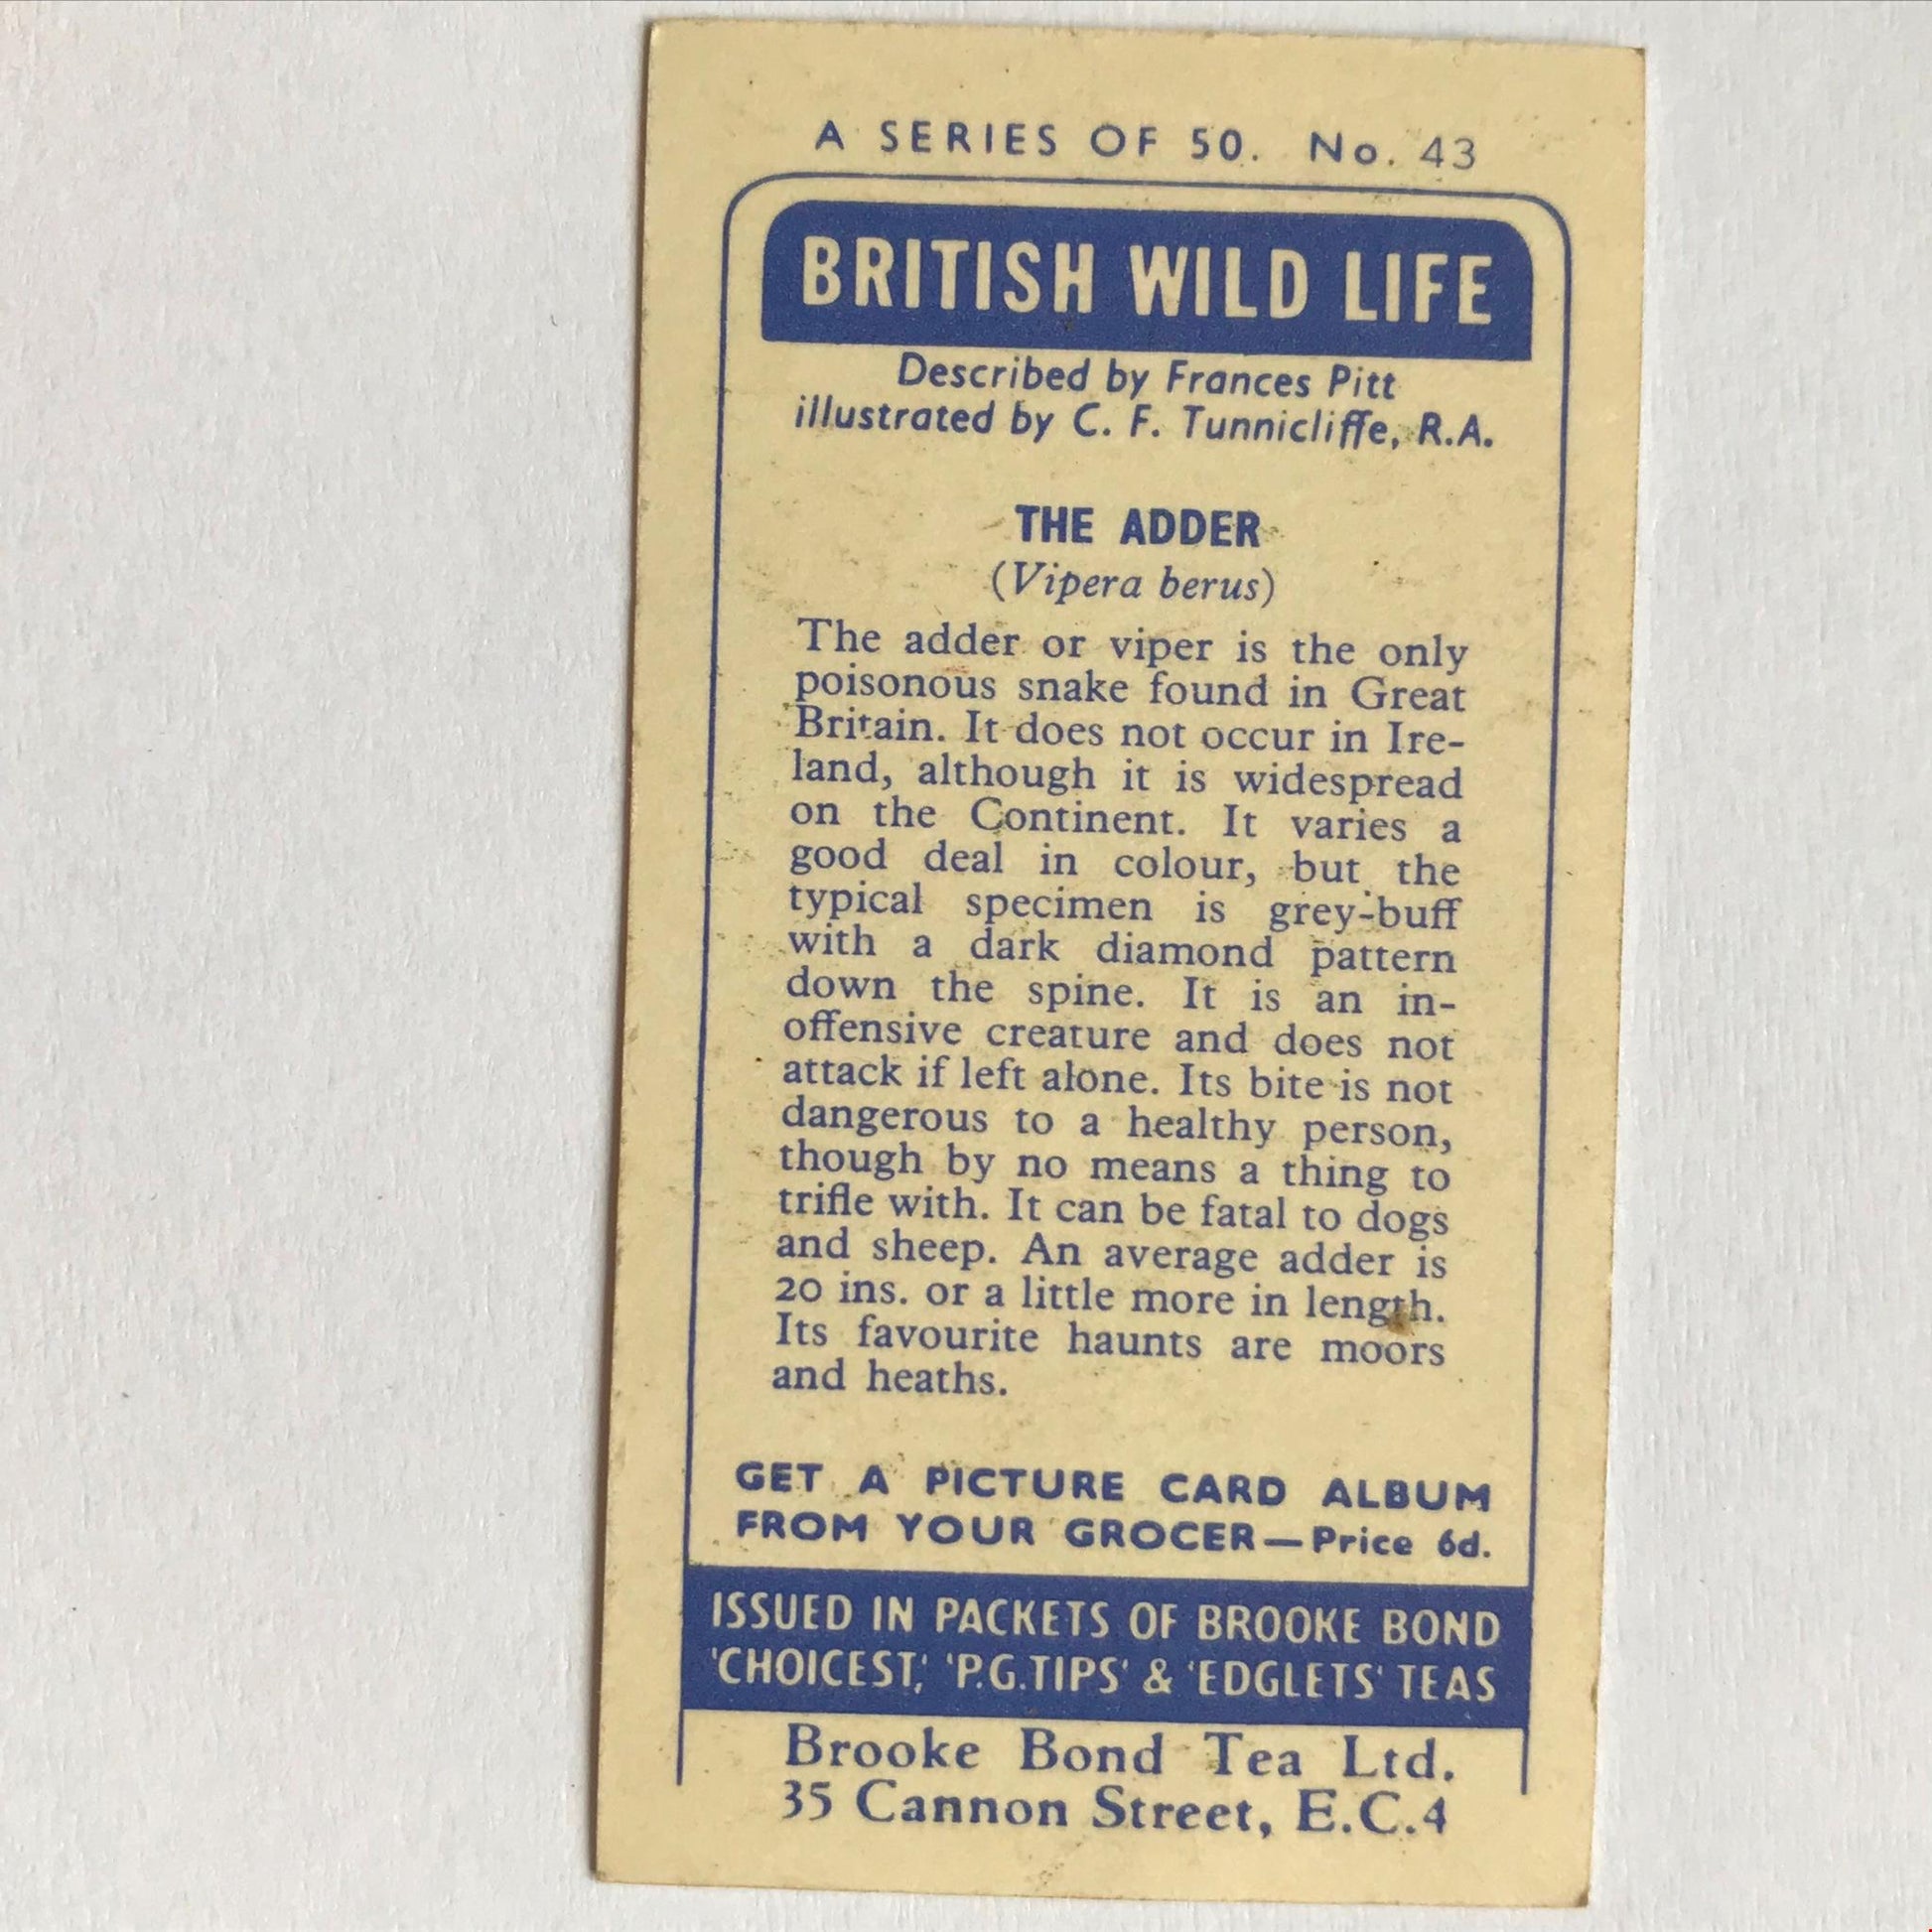 A SERIES OF 50. No. 43
BRITISH WILD LIFE
Described by Frances Pitt
illustrated by C. F. Tunnicliffe, R.A.
THE ADDER
(Vipera berus)
The adder or viper is the only
poisonous snake found in Great
Britain. It does not occur in Ire-
land, although it is widespread
on the Continent. It varies a
good deal in colour, but the
typical specimen is grey-buff
with a dark diamond pattern
down the spine. It is an in-
offensive creature and does not
attack if left alone. Its bite is not
dangerous to a healthy person,
though by no means a thing to
trifle with. It can be fatal to dogs
and sheep. An average adder is
20 ins. or a little more in length.
Its favourite haunts are moors
and heaths.
GET A PICTURE CARD ALBUM
FROM YOUR GROCER—Price 6d.
ISSUED IN PACKETS OF BROOKE BOND
'CHOICEST,' 'P.G.TIPS' & 'EDGLETS' TEAS
Brooke Bond Tea Ltd.
35 Cannon Street, E.C.4